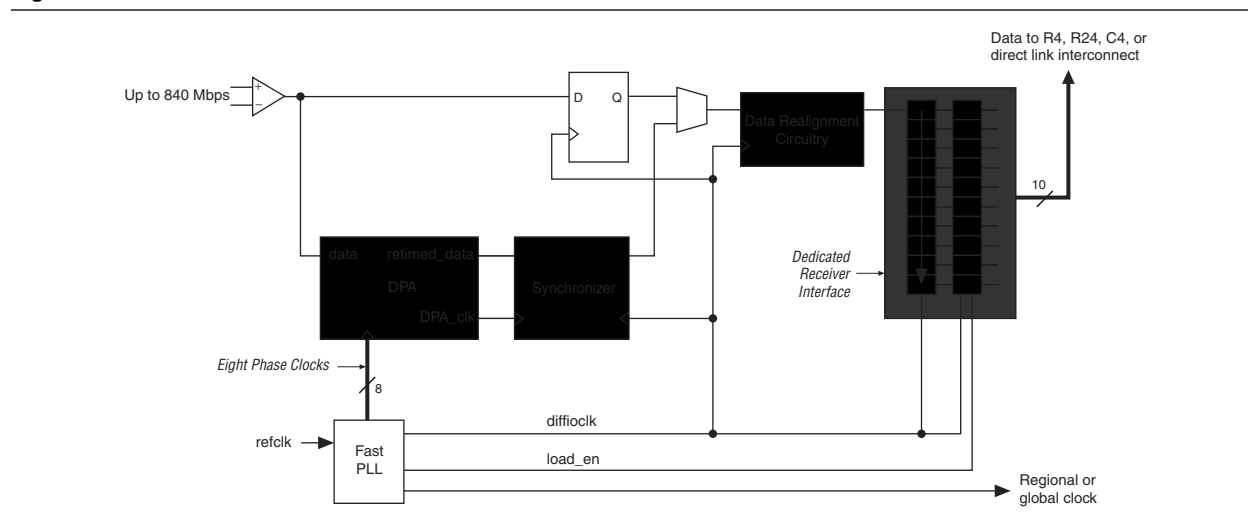 Data to R4, R24, C4, or
direct link interconnect
Up to 840 Mbps
+
−
D Q
Data Realignment
Circuitry
10
data retimed_data
DPA
DPA_clk
Synchronizer
Dedicated
Receiver
Interface
Eight Phase Clocks
8
refclk
Fast
PLL
diffioclk
load_en
Regional or
global clock